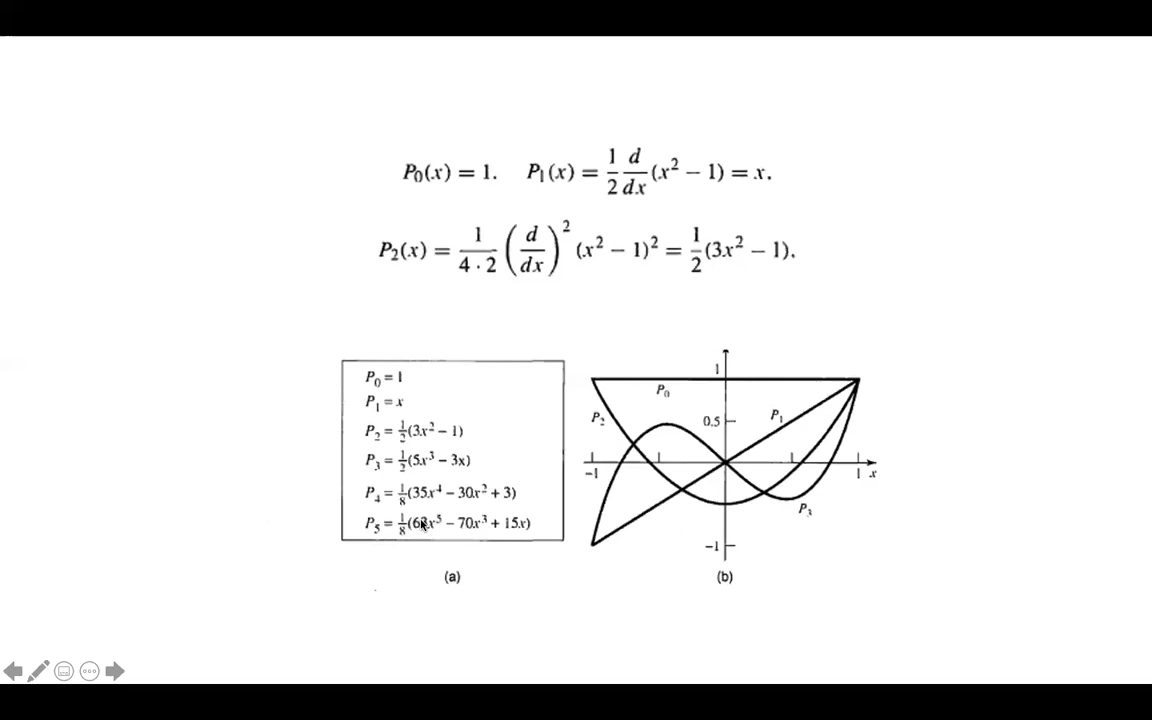 P₀(x) = 1. P₁(x) = 1/2 d/dx (x² − 1) = x.
P₂(x) = 1/(4 · 2) (d/dx)² (x² − 1)² = 1/2 (3x² − 1).
P₀ = 1
P₁ = x
P₂ = ½(3x² − 1)
P₃ = ½(5x³ − 3x)
P₄ = ⅛(35x⁴ − 30x² + 3)
P₅ = ⅛(63x⁵ − 70x³ + 15x)
(a)
1
P₀
P₂
0.5
P₁
−1
1
x
P₃
−1
(b)